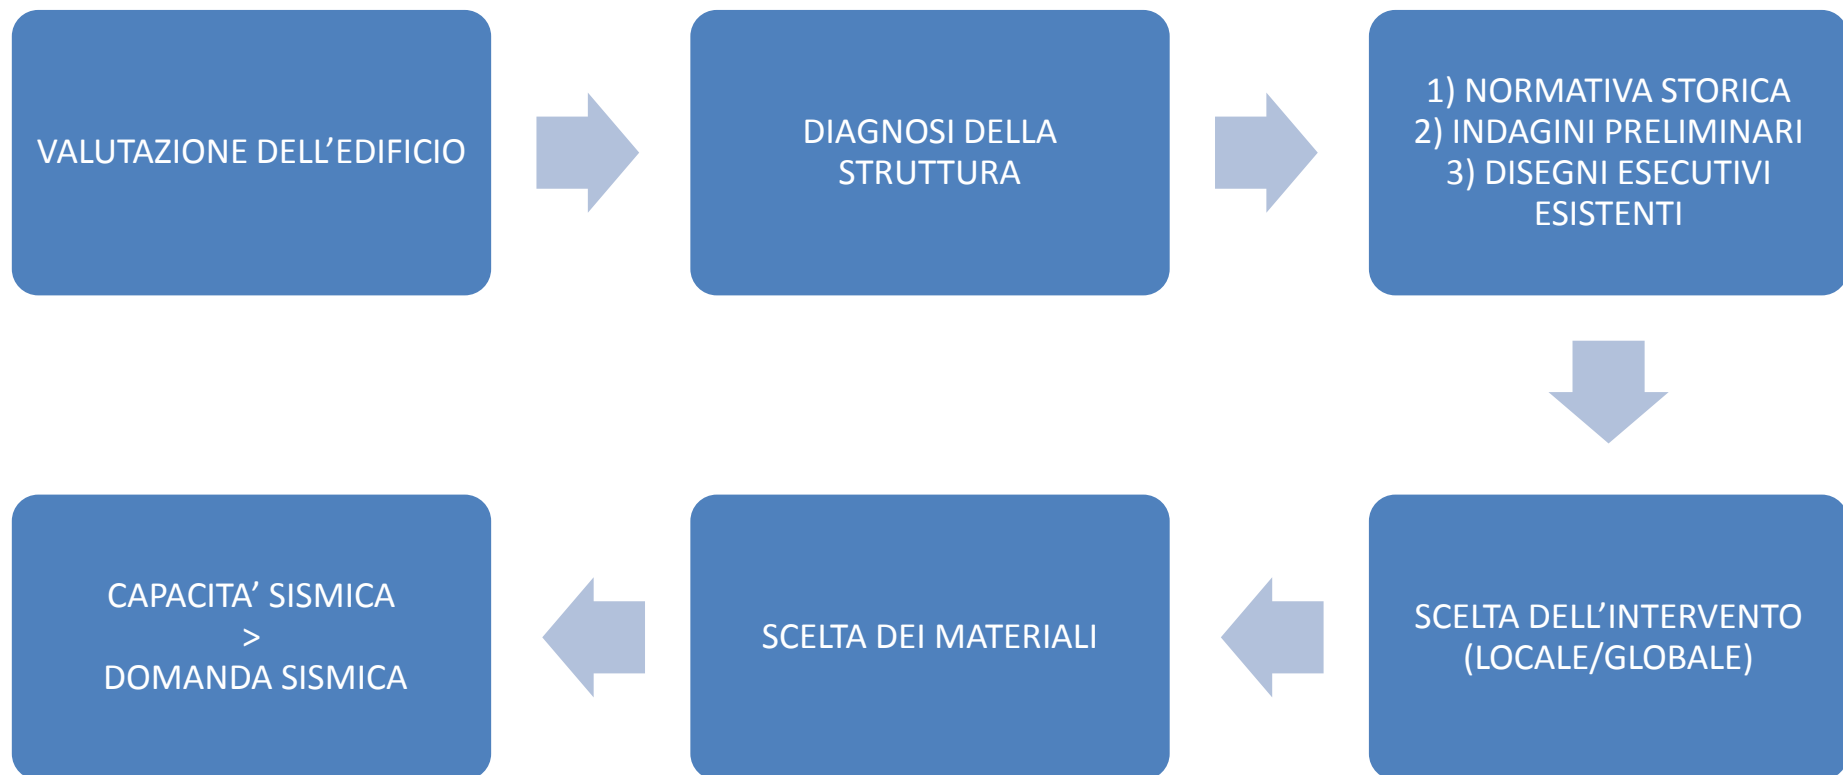 VALUTAZIONE DELL’EDIFICIO
DIAGNOSI DELLA
STRUTTURA
1) NORMATIVA STORICA
2) INDAGINI PRELIMINARI
3) DISEGNI ESECUTIVI
ESISTENTI
SCELTA DELL’INTERVENTO
(LOCALE/GLOBALE)
SCELTA DEI MATERIALI
CAPACITA’ SISMICA
>
DOMANDA SISMICA